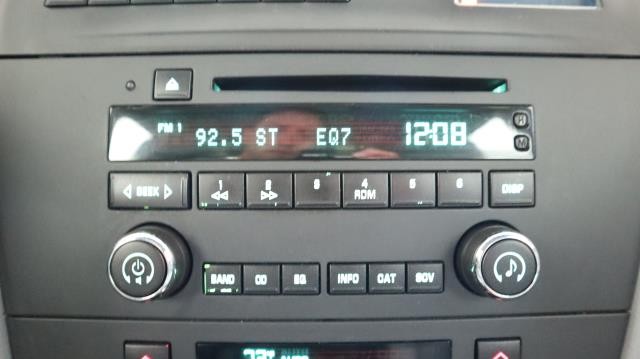 FM 1
92.5 ST EQ7 12:08
H
M
SEEK 1 2 3 4 5 6 DISP
RDM
BAND CD EQ INFO CAT